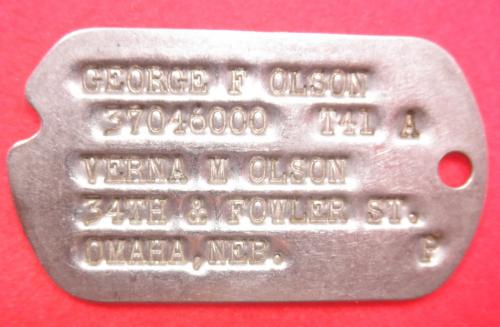 GEORGE F OLSON
37046000 T41 A
VERNA M OLSON
34TH & FOWLER ST.
OMAHA,NEB. P